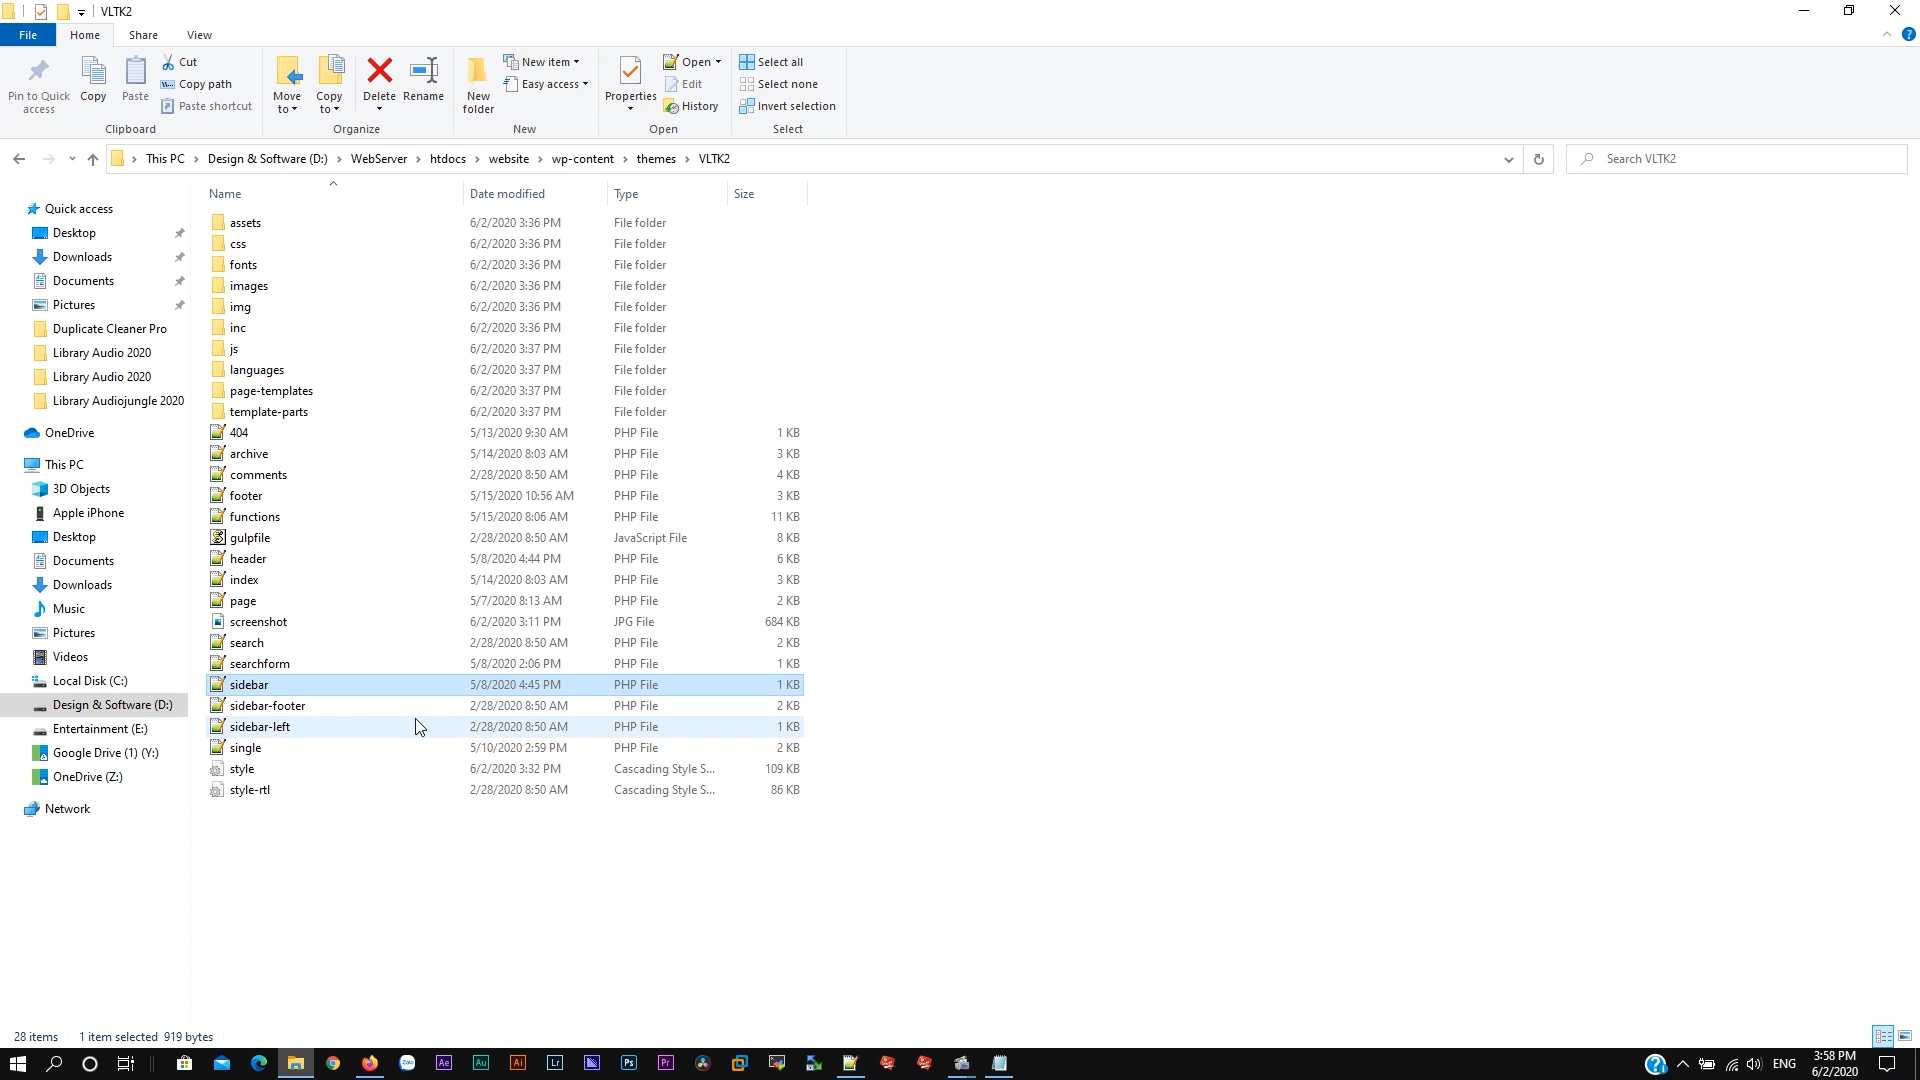 VLTK2
File Home Share View
Pin to Quick access
Copy
Paste
Cut
Copy path
Paste shortcut
Clipboard
Move to
Copy to
Delete
Rename
Organize
New folder
New item
Easy access
New
Properties
Open
Edit
History
Open
Select all
Select none
Invert selection
Select
This PC > Design & Software (D:) > WebServer > htdocs > website > wp-content > themes > VLTK2
Search VLTK2
Quick access
Desktop
Downloads
Documents
Pictures
Duplicate Cleaner Pro
Library Audio 2020
Library Audio 2020
Library Audiojungle 2020
OneDrive
This PC
3D Objects
Apple iPhone
Desktop
Documents
Downloads
Music
Pictures
Videos
Local Disk (C:)
Design & Software (D:)
Entertainment (E:)
Google Drive (1) (Y:)
OneDrive (Z:)
Network
Name Date modified Type Size
assets 6/2/2020 3:36 PM File folder
css 6/2/2020 3:36 PM File folder
fonts 6/2/2020 3:36 PM File folder
images 6/2/2020 3:36 PM File folder
img 6/2/2020 3:36 PM File folder
inc 6/2/2020 3:36 PM File folder
js 6/2/2020 3:37 PM File folder
languages 6/2/2020 3:37 PM File folder
page-templates 6/2/2020 3:37 PM File folder
template-parts 6/2/2020 3:37 PM File folder
404 5/13/2020 9:30 AM PHP File 1 KB
archive 5/14/2020 8:03 AM PHP File 3 KB
comments 2/28/2020 8:50 AM PHP File 4 KB
footer 5/15/2020 10:56 AM PHP File 3 KB
functions 5/15/2020 8:06 AM PHP File 11 KB
gulpfile 2/28/2020 8:50 AM JavaScript File 8 KB
header 5/8/2020 4:44 PM PHP File 6 KB
index 5/14/2020 8:03 AM PHP File 3 KB
page 5/7/2020 8:13 AM PHP File 2 KB
screenshot 6/2/2020 3:11 PM JPG File 684 KB
search 2/28/2020 8:50 AM PHP File 2 KB
searchform 5/8/2020 2:06 PM PHP File 1 KB
sidebar 5/8/2020 4:45 PM PHP File 1 KB
sidebar-footer 2/28/2020 8:50 AM PHP File 2 KB
sidebar-left 2/28/2020 8:50 AM PHP File 1 KB
single 5/10/2020 2:59 PM PHP File 2 KB
style 6/2/2020 3:32 PM Cascading Style S... 109 KB
style-rtl 2/28/2020 8:50 AM Cascading Style S... 86 KB
28 items 1 item selected 919 bytes
Zalo Ae Au Ai Lr Ps Pr ENG
3:58 PM
6/2/2020